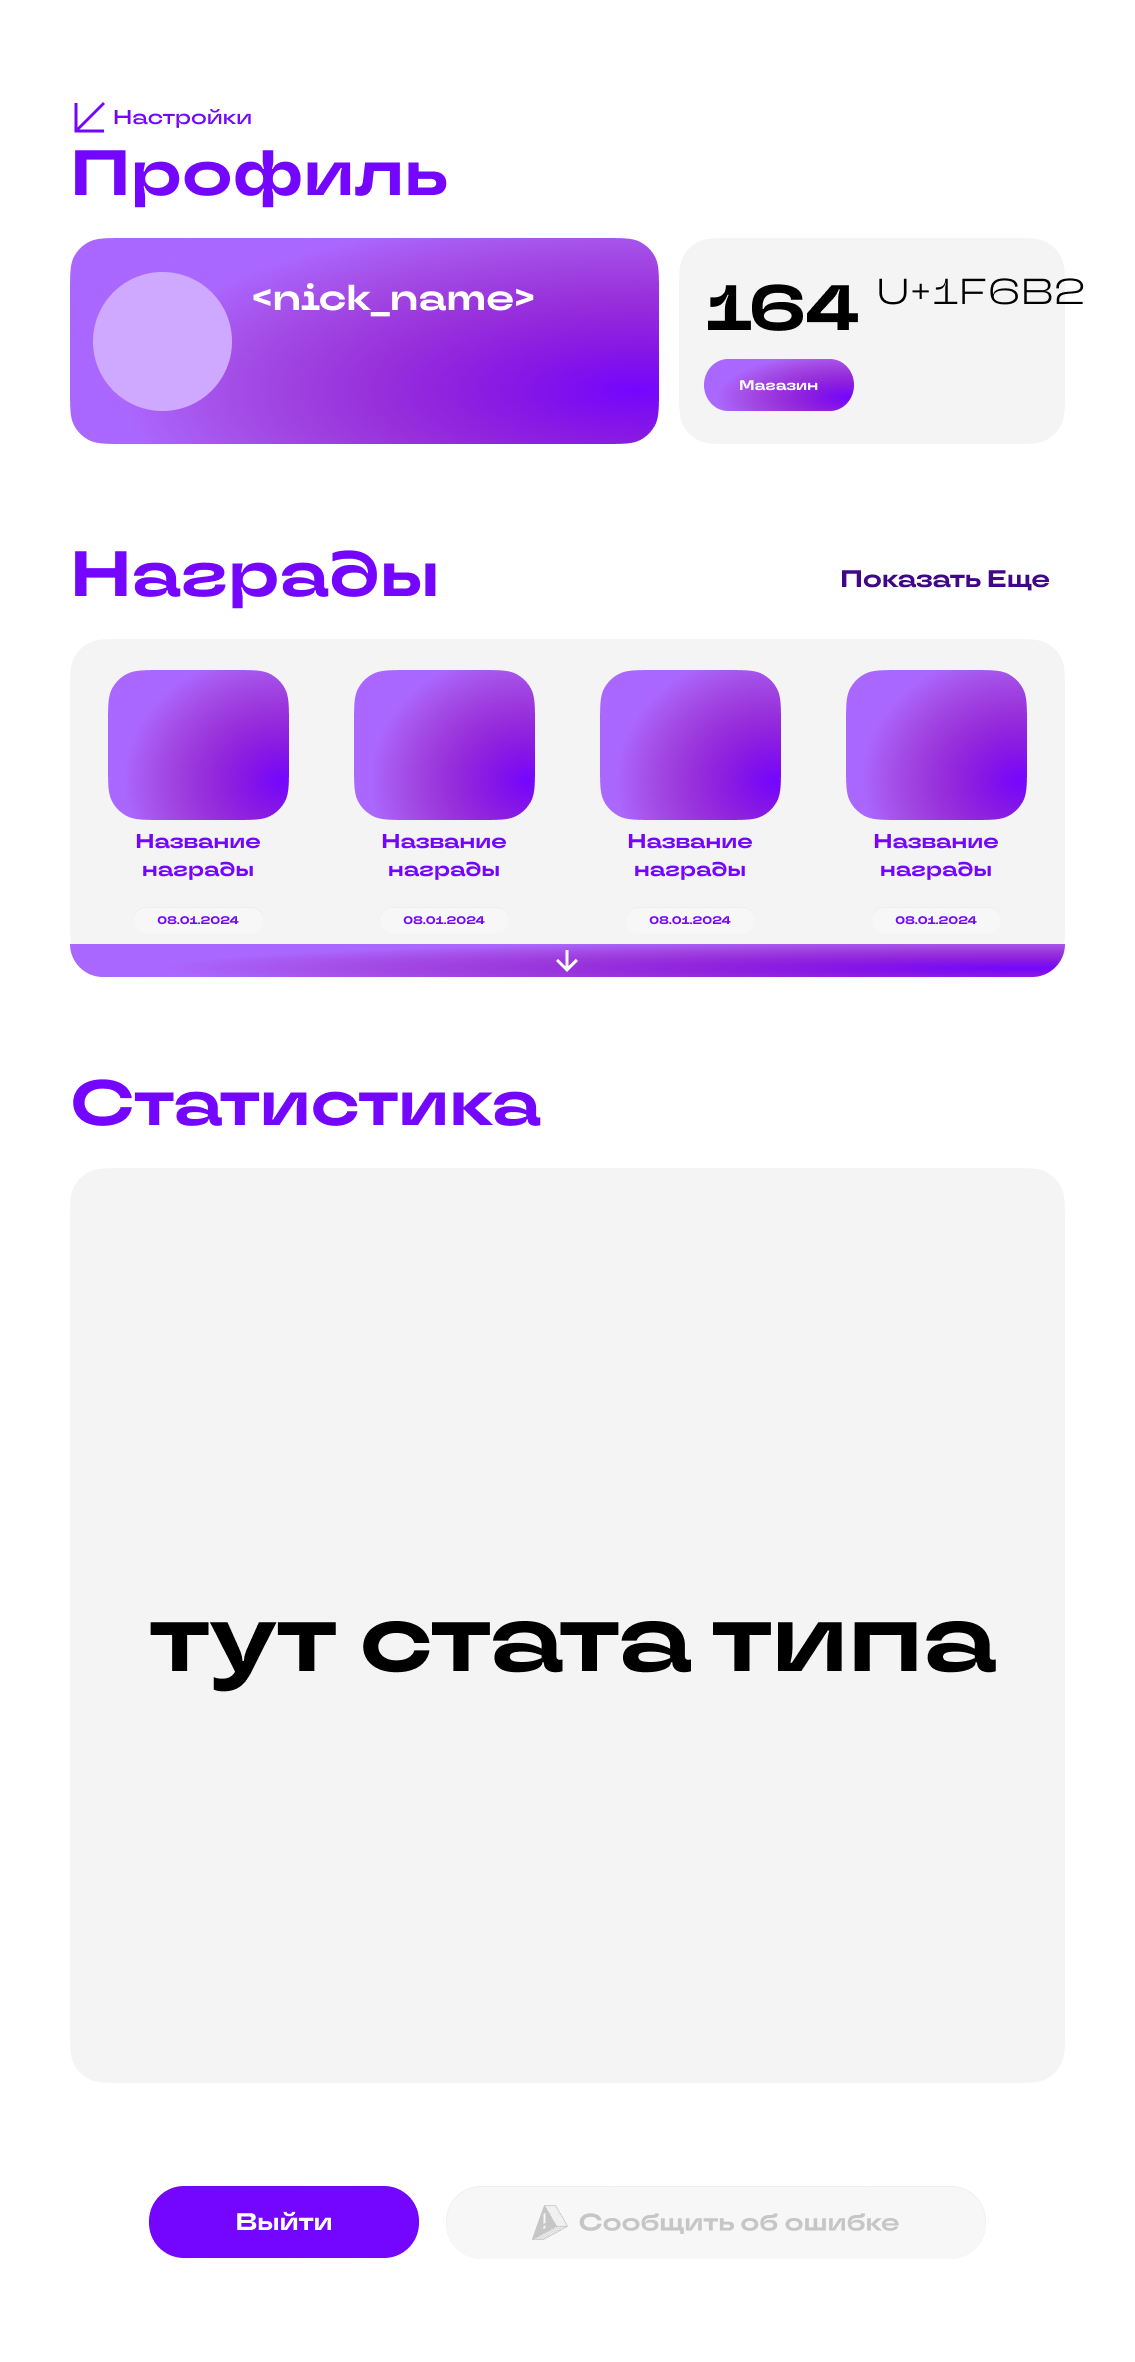 Настройки
Профиль
<nick_name>
164 U+1F6B2
Магазин
Награды
Показать Еще
Название Название Название Название
награды награды награды награды
08.01.2024 08.01.2024 08.01.2024 08.01.2024
Статистика
тут стата типа
Выйти
Сообщить об ошибке